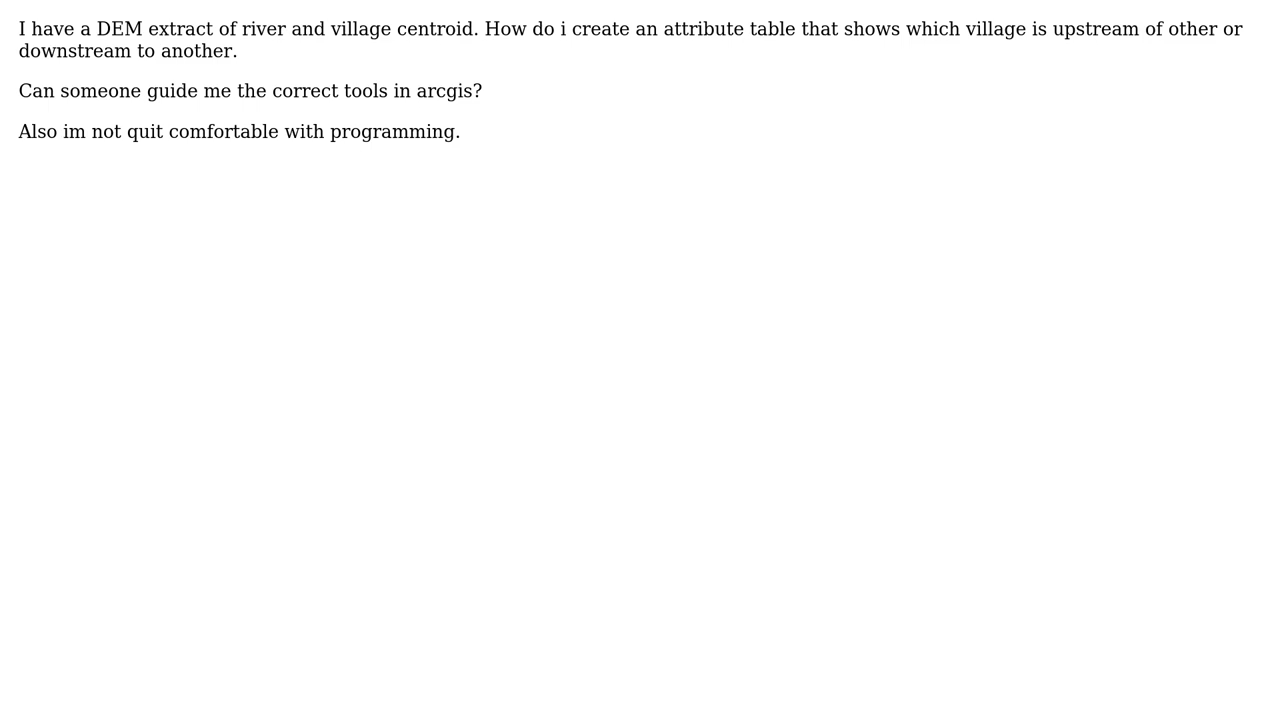 I have a DEM extract of river and village centroid. How do i create an attribute table that shows which village is upstream of other or
downstream to another.
Can someone guide me the correct tools in arcgis?
Also im not quit comfortable with programming.